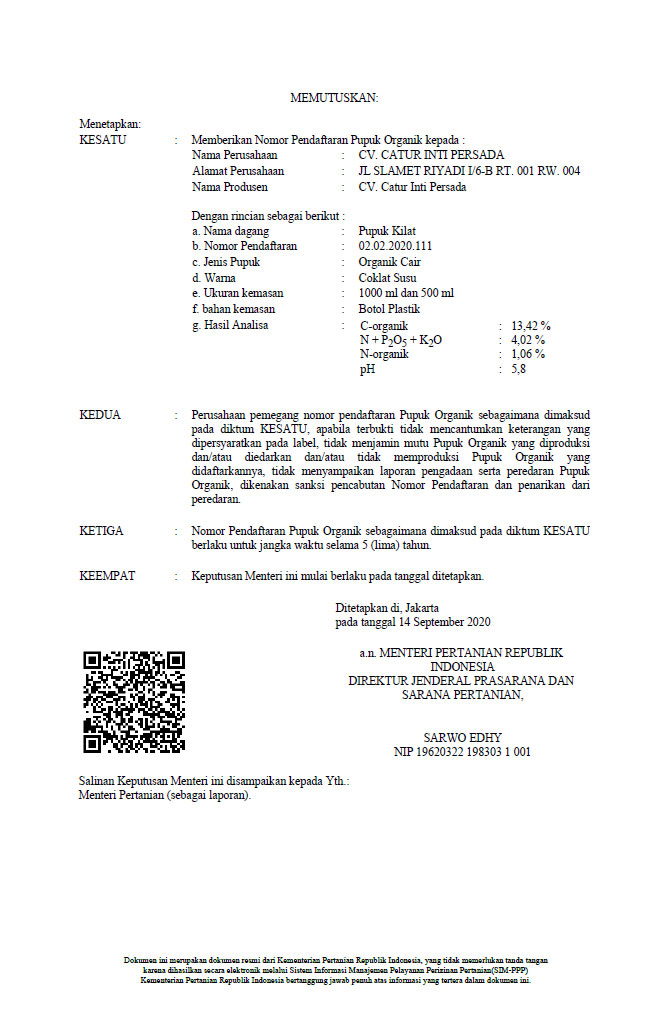 MEMUTUSKAN:
Menetapkan:
KESATU : Memberikan Nomor Pendaftaran Pupuk Organik kepada :
Nama Perusahaan : CV. CATUR INTI PERSADA
Alamat Perusahaan : JL SLAMET RIYADI I/6-B RT. 001 RW. 004
Nama Produsen : CV. Catur Inti Persada
Dengan rincian sebagai berikut :
a. Nama dagang : Pupuk Kilat
b. Nomor Pendaftaran : 02.02.2020.111
c. Jenis Pupuk : Organik Cair
d. Warna : Coklat Susu
e. Ukuran kemasan : 1000 ml dan 500 ml
f. bahan kemasan : Botol Plastik
g. Hasil Analisa : C-organik : 13,42 %
N + P2O5 + K2O : 4,02 %
N-organik : 1,06 %
pH : 5,8
KEDUA : Perusahaan pemegang nomor pendaftaran Pupuk Organik sebagaimana dimaksud
pada diktum KESATU, apabila terbukti tidak mencantumkan keterangan yang
dipersyaratkan pada label, tidak menjamin mutu Pupuk Organik yang diproduksi
dan/atau diedarkan dan/atau tidak memproduksi Pupuk Organik yang
didaftarkannya, tidak menyampaikan laporan pengadaan serta peredaran Pupuk
Organik, dikenakan sanksi pencabutan Nomor Pendaftaran dan penarikan dari
peredaran.
KETIGA : Nomor Pendaftaran Pupuk Organik sebagaimana dimaksud pada diktum KESATU
berlaku untuk jangka waktu selama 5 (lima) tahun.
KEEMPAT : Keputusan Menteri ini mulai berlaku pada tanggal ditetapkan.
Ditetapkan di, Jakarta
pada tanggal 14 September 2020
a.n. MENTERI PERTANIAN REPUBLIK
INDONESIA
DIREKTUR JENDERAL PRASARANA DAN
SARANA PERTANIAN,
SARWO EDHY
NIP 19620322 198303 1 001
Salinan Keputusan Menteri ini disampaikan kepada Yth.:
Menteri Pertanian (sebagai laporan).
Dokumen ini merupakan dokumen resmi dari Kementerian Pertanian Republik Indonesia, yang tidak memerlukan tanda tangan
karena dihasilkan secara elektronik melalui Sistem Informasi Manajemen Pelayanan Perizinan Pertanian(SIM-PPP)
Kementerian Pertanian Republik Indonesia bertanggung jawab penuh atas informasi yang tertera dalam dokumen ini.